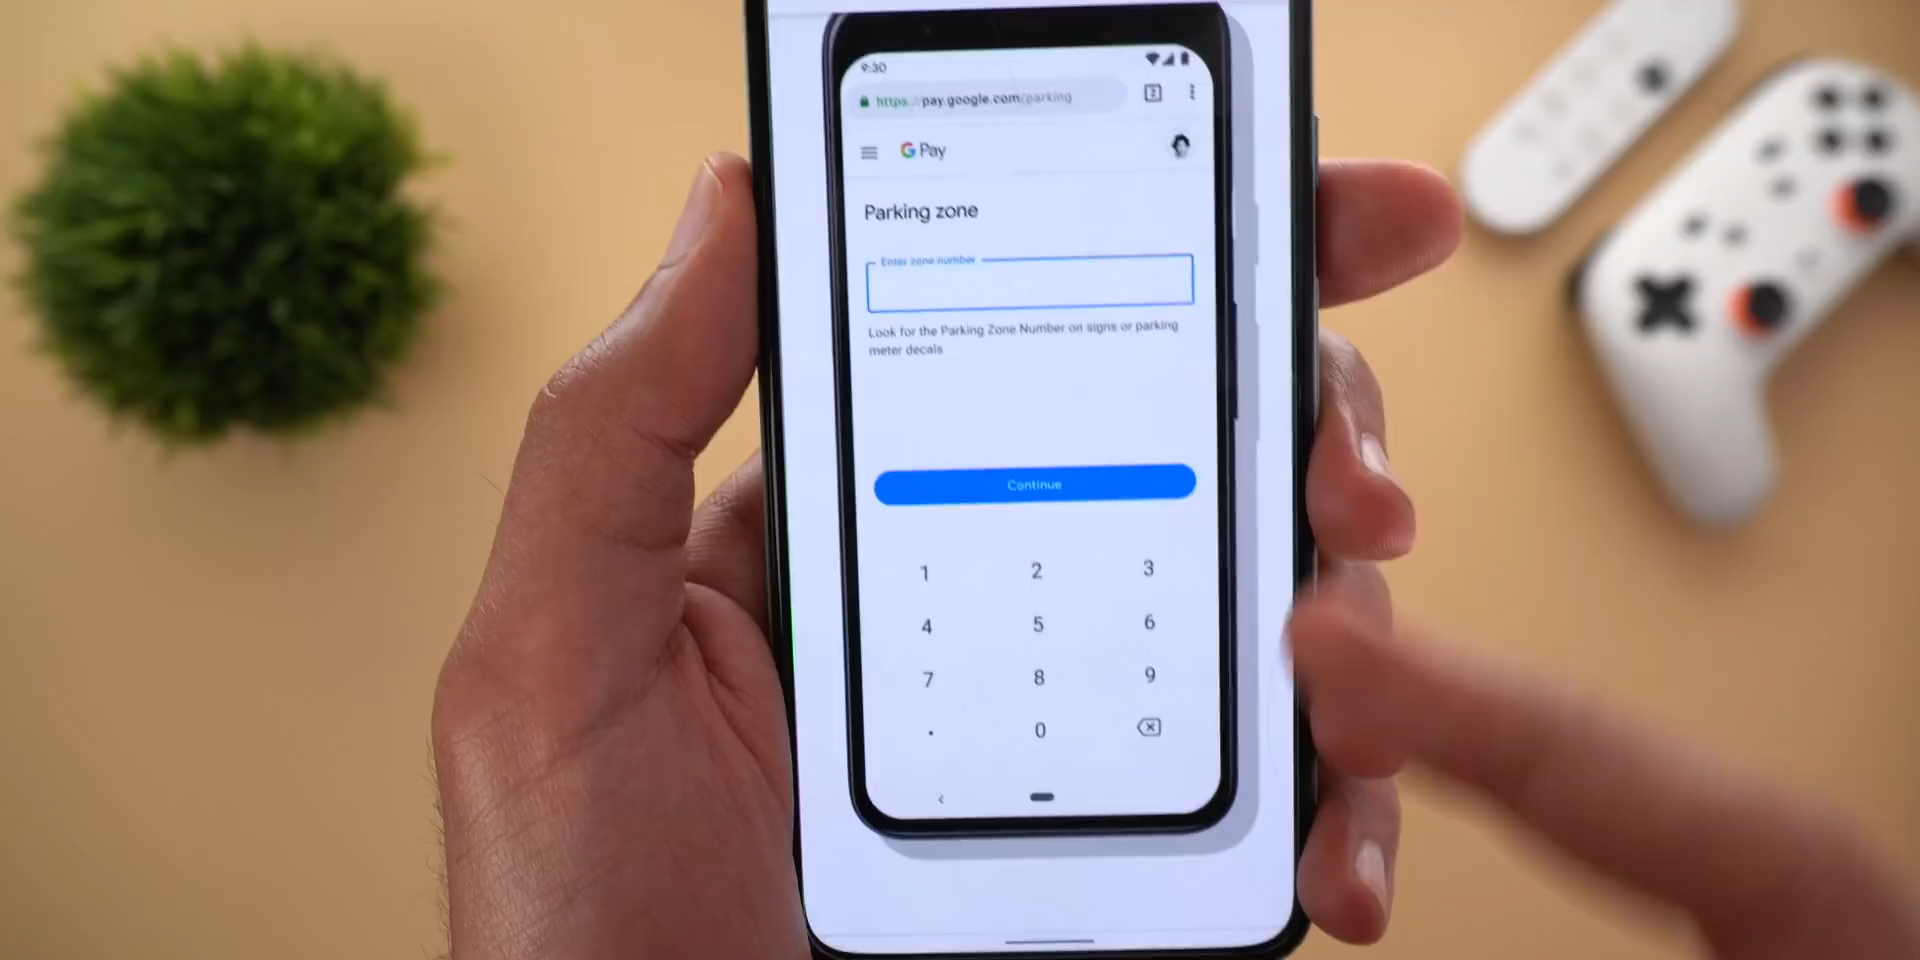 9:30
https://pay.google.com/parking
G Pay
Parking zone
Enter zone number
Look for the Parking Zone Number on signs or parking
meter decals
Continue
1 2 3
4 5 6
7 8 9
. 0